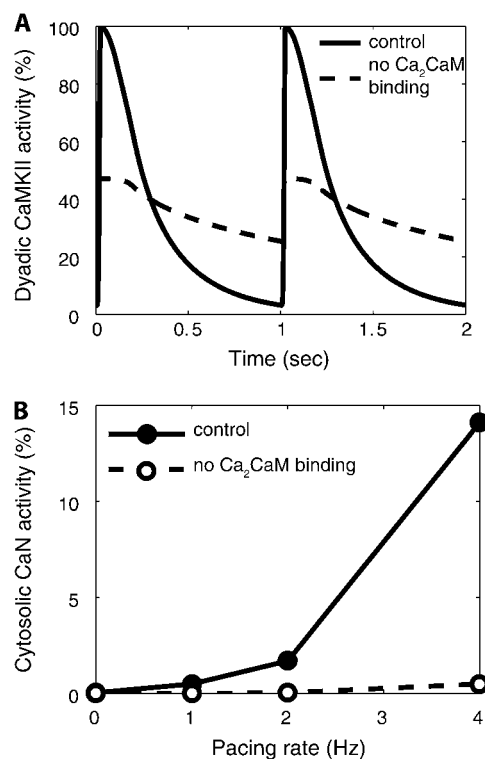 A
Dyadic CaMKII activity (%)
100
80
60
40
20
0
control
no Ca₂CaM
binding
0
0.5
1
1.5
2
Time (sec)
B
Cytosolic CaN activity (%)
15
10
5
0
control
no Ca₂CaM binding
0
1
2
3
4
Pacing rate (Hz)